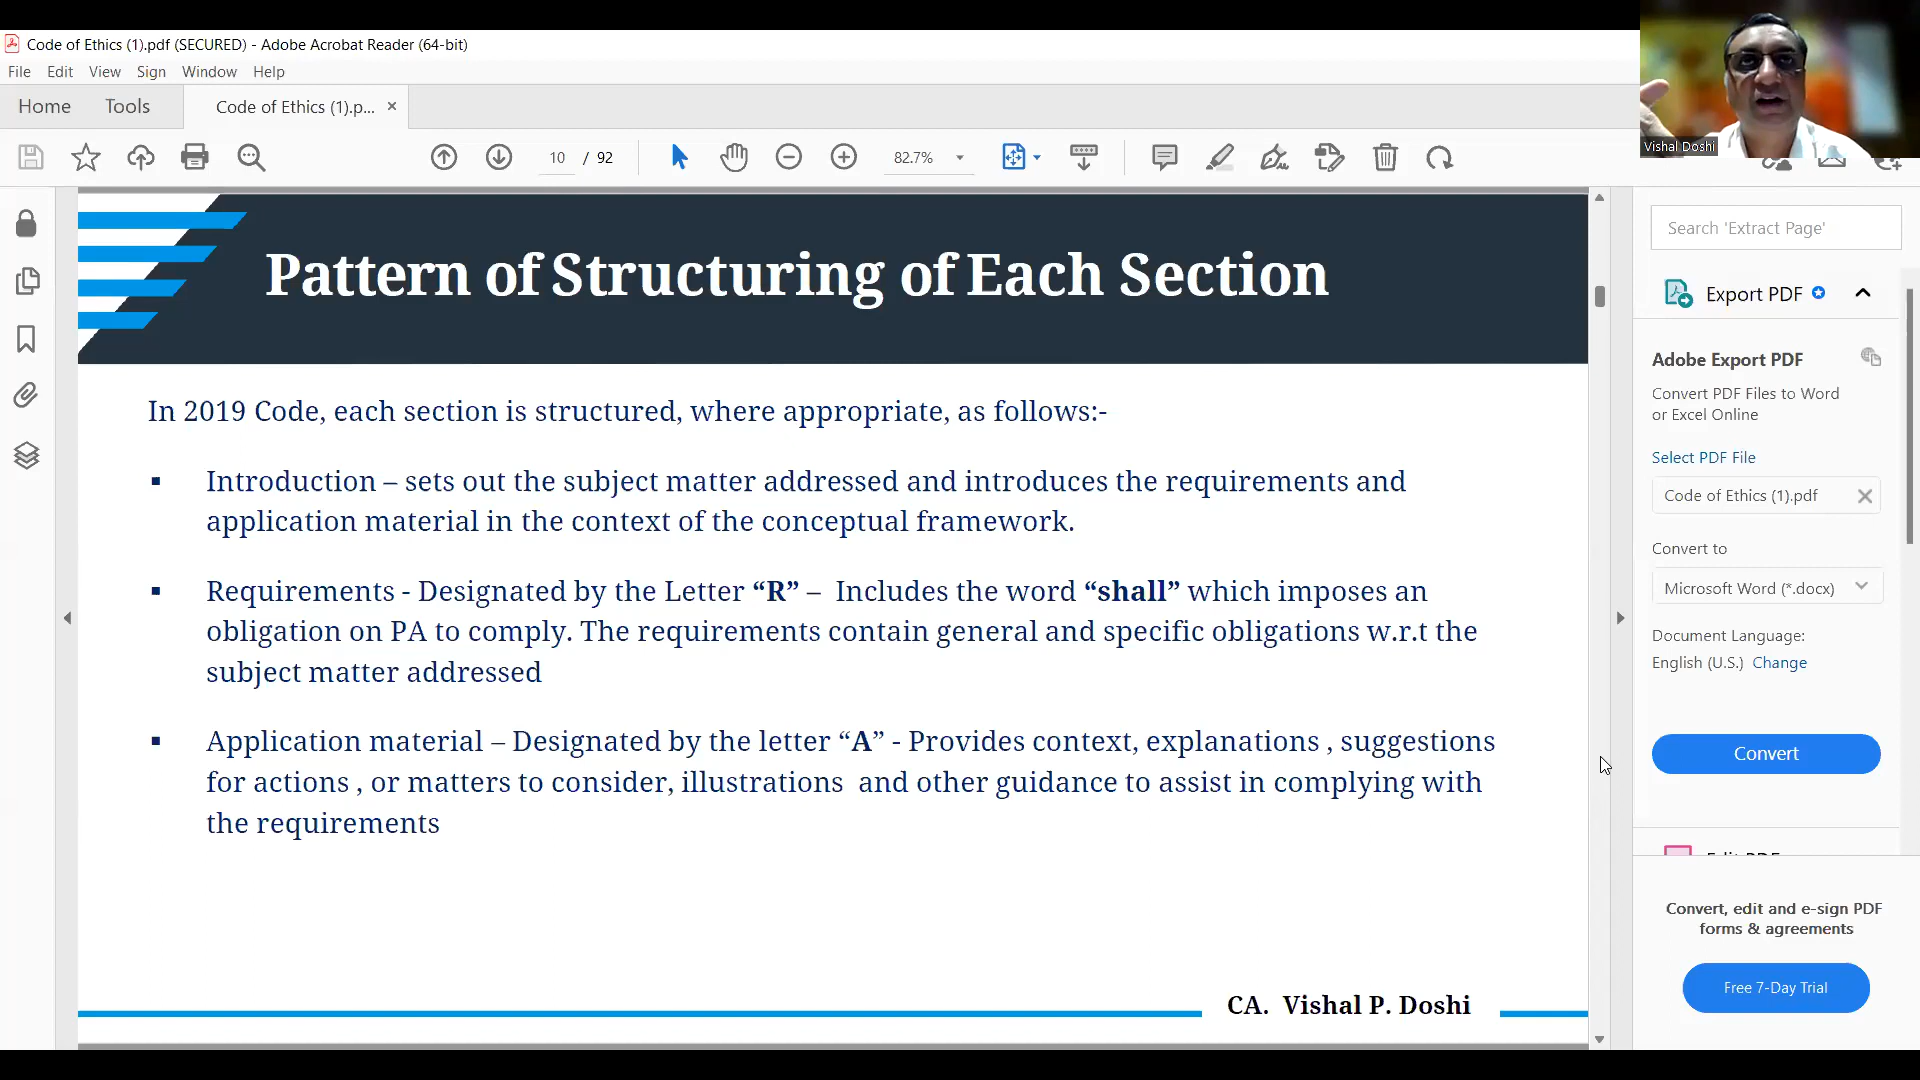 Code of Ethics (1).pdf (SECURED) - Adobe Acrobat Reader (64-bit)
File Edit View Sign Window Help
Home Tools Code of Ethics (1).p... ×
10 / 92 82.7%
Vishal Doshi
Pattern of Structuring of Each Section
In 2019 Code, each section is structured, where appropriate, as follows:-
▪ Introduction – sets out the subject matter addressed and introduces the requirements and
application material in the context of the conceptual framework.
▪ Requirements - Designated by the Letter “R” – Includes the word “shall” which imposes an
obligation on PA to comply. The requirements contain general and specific obligations w.r.t the
subject matter addressed
▪ Application material – Designated by the letter “A” - Provides context, explanations , suggestions
for actions , or matters to consider, illustrations and other guidance to assist in complying with
the requirements
CA. Vishal P. Doshi
Search 'Extract Page'
Export PDF
Adobe Export PDF
Convert PDF Files to Word
or Excel Online
Select PDF File
Code of Ethics (1).pdf
Convert to
Microsoft Word (*.docx)
Document Language:
English (U.S.) Change
Convert
Convert, edit and e-sign PDF
forms & agreements
Free 7-Day Trial